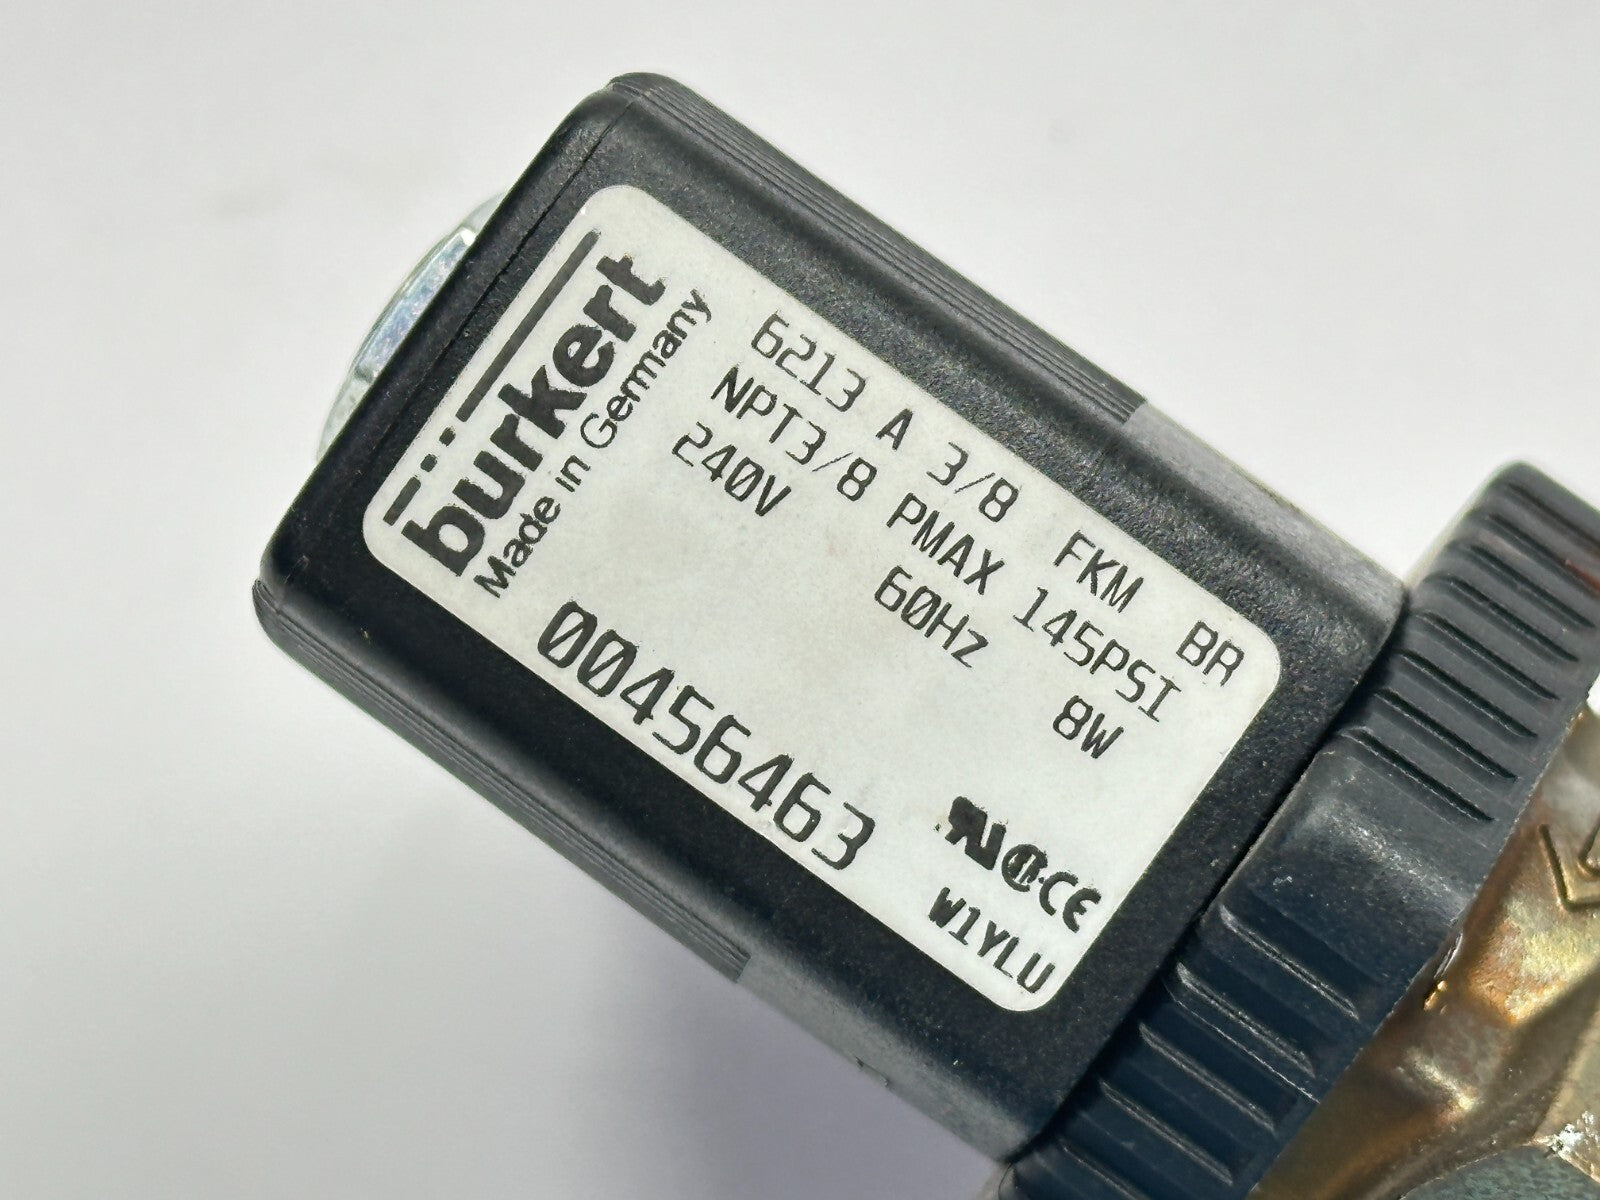 burkert
Made in Germany
6213 A 3/8 FKM BR
NPT3/8 PMAX 145PSI
240V 60Hz 8W
00456463
CE
W1YLU